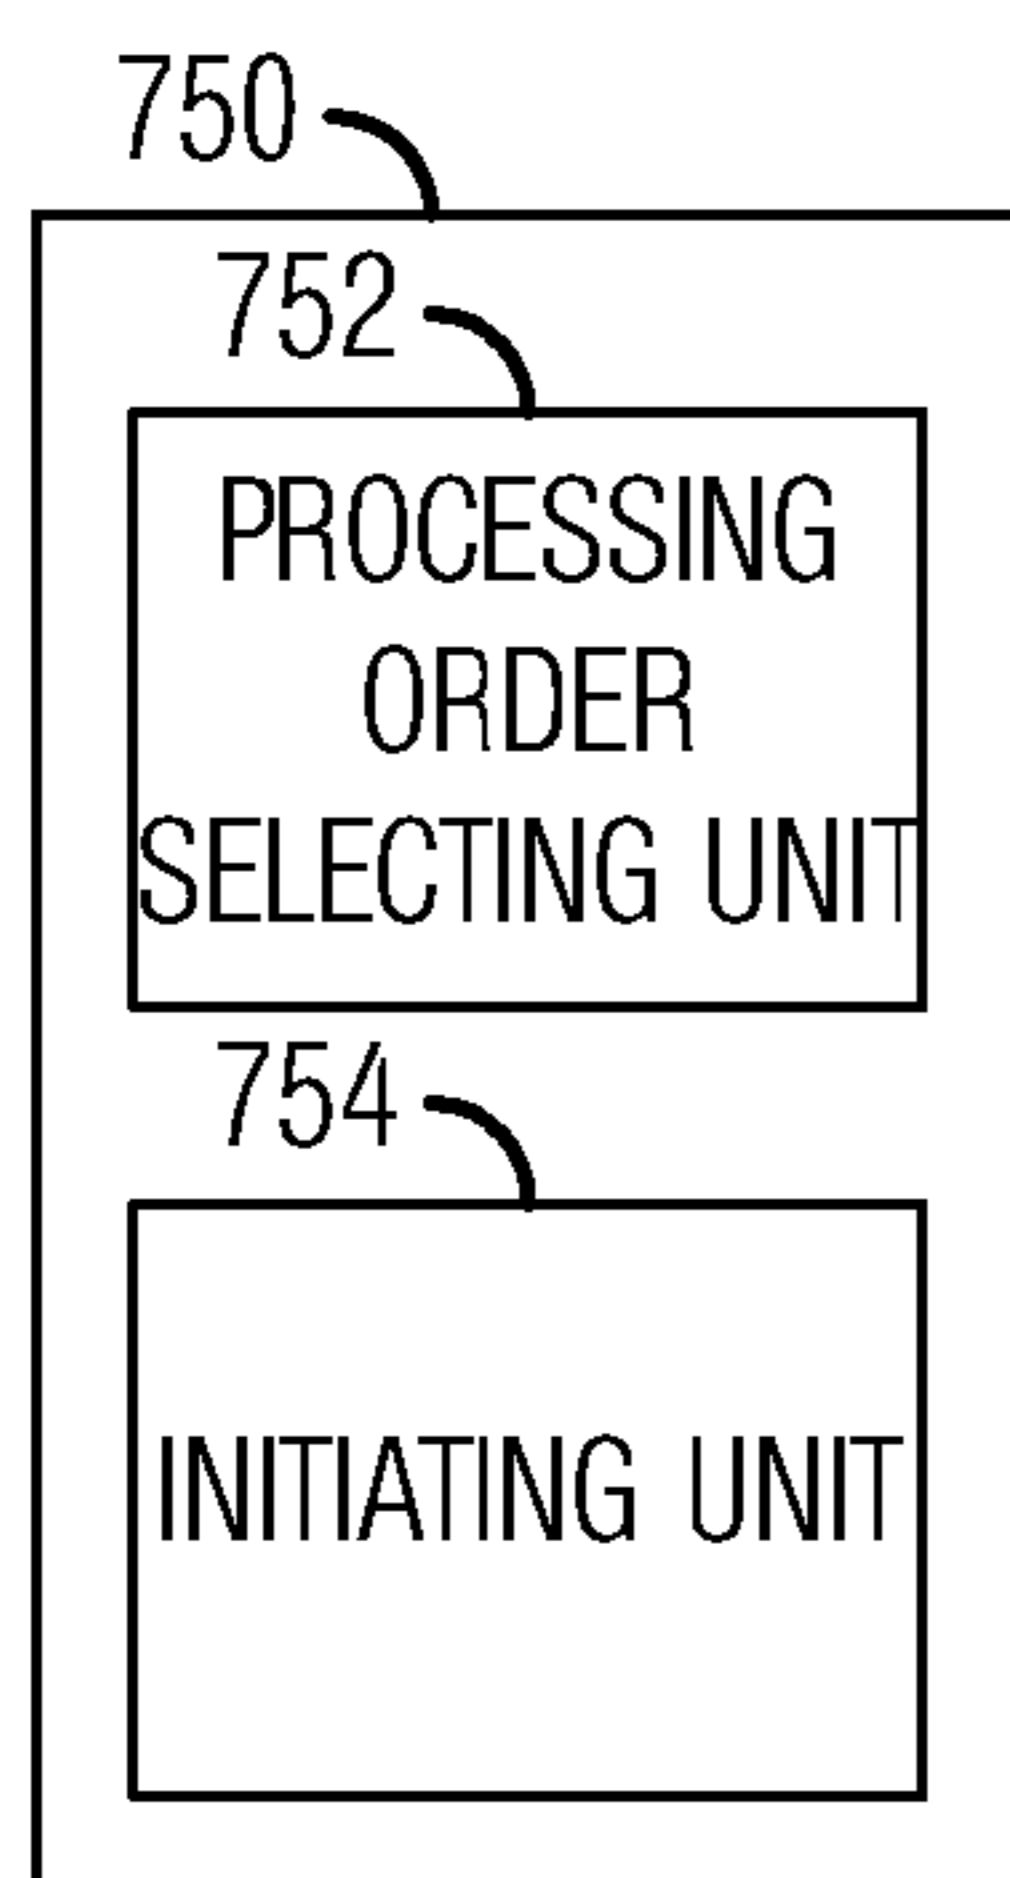 750
752
PROCESSING
ORDER
SELECTING UNIT
754
INITIATING UNIT